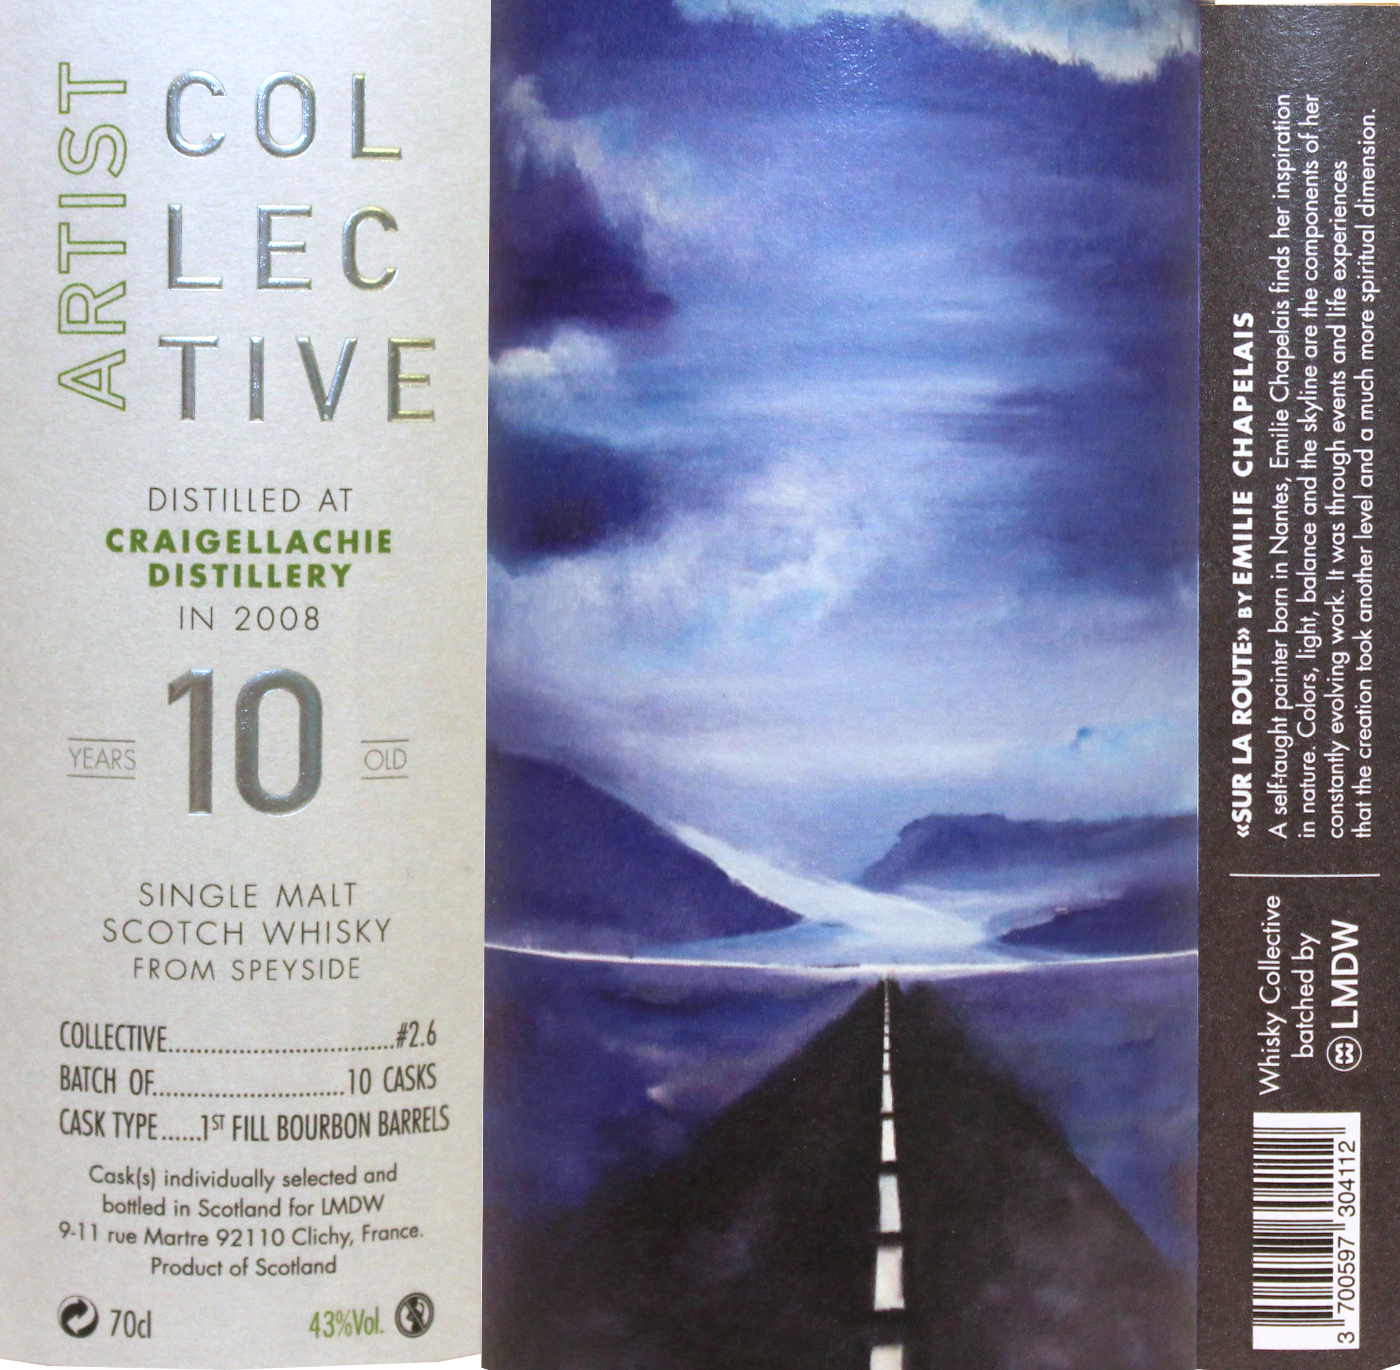 ARTIST
COL
LEC
TIVE
DISTILLED AT
CRAIGELLACHIE
DISTILLERY
IN 2008
YEARS 10 OLD
SINGLE MALT
SCOTCH WHISKY
FROM SPEYSIDE
COLLECTIVE................................#2.6
BATCH OF...........................10 CASKS
CASK TYPE......1ST FILL BOURBON BARRELS
Cask(s) individually selected and
bottled in Scotland for LMDW
9-11 rue Martre 92110 Clichy, France.
Product of Scotland
70cl 43%Vol.
«SUR LA ROUTE» BY EMILIE CHAPELAIS
A self-taught painter born in Nantes, Emilie Chapelais finds her inspiration
in nature. Colors, light, balance and the skyline are the components of her
constantly evolving work. It was through events and life experiences
that the creation took another level and a much more spiritual dimension.
Whisky Collective
batched by
LMDW
3 700597 304112